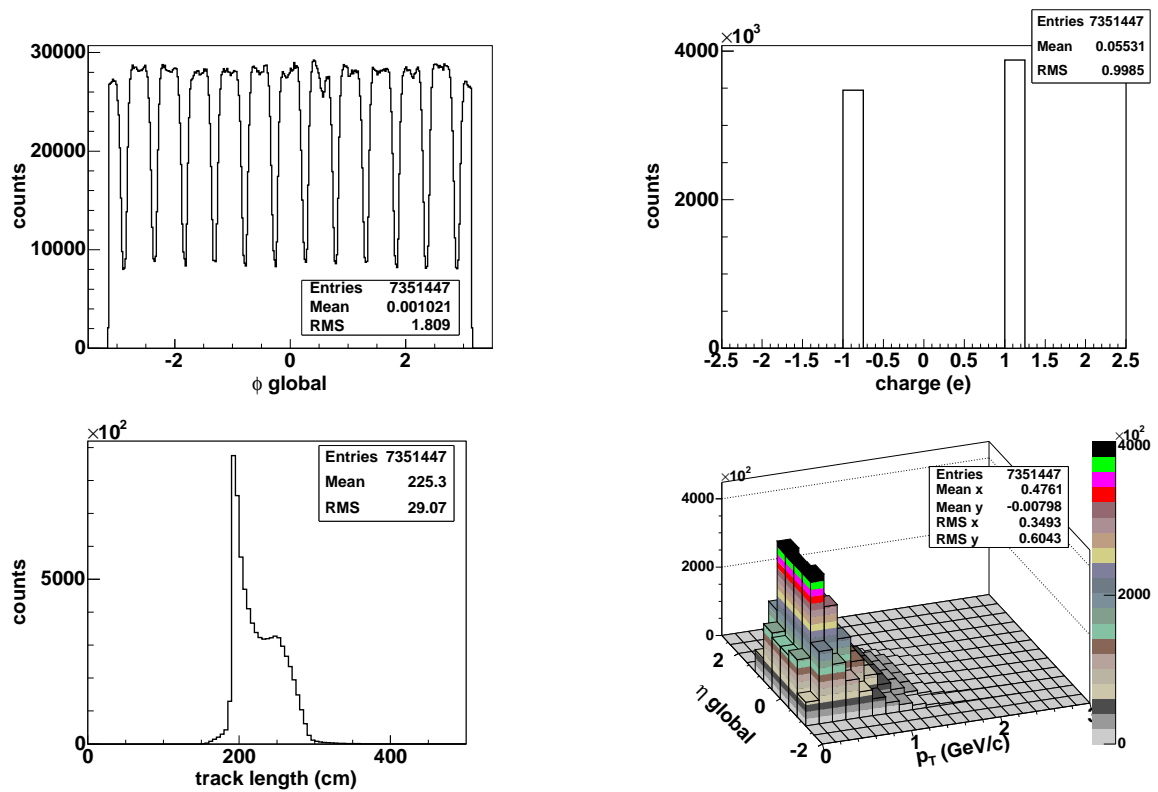 30000
20000
10000
0
counts
-2
0
2
ϕ global
Entries 7351447
Mean 0.001021
RMS 1.809
×10³
4000
2000
0
counts
-2.5 -2 -1.5 -1 -0.5 0 0.5 1 1.5 2 2.5
charge (e)
Entries 7351447
Mean 0.05531
RMS 0.9985
×10²
5000
0
counts
0 200 400
track length (cm)
Entries 7351447
Mean 225.3
RMS 29.07
×10²
4000
2000
0
2
0
-2
η global
0
1
2
p_T (GeV/c)
Entries 7351447
Mean x 0.4761
Mean y -0.00798
RMS x 0.3493
RMS y 0.6043
×10²
4000
2000
0